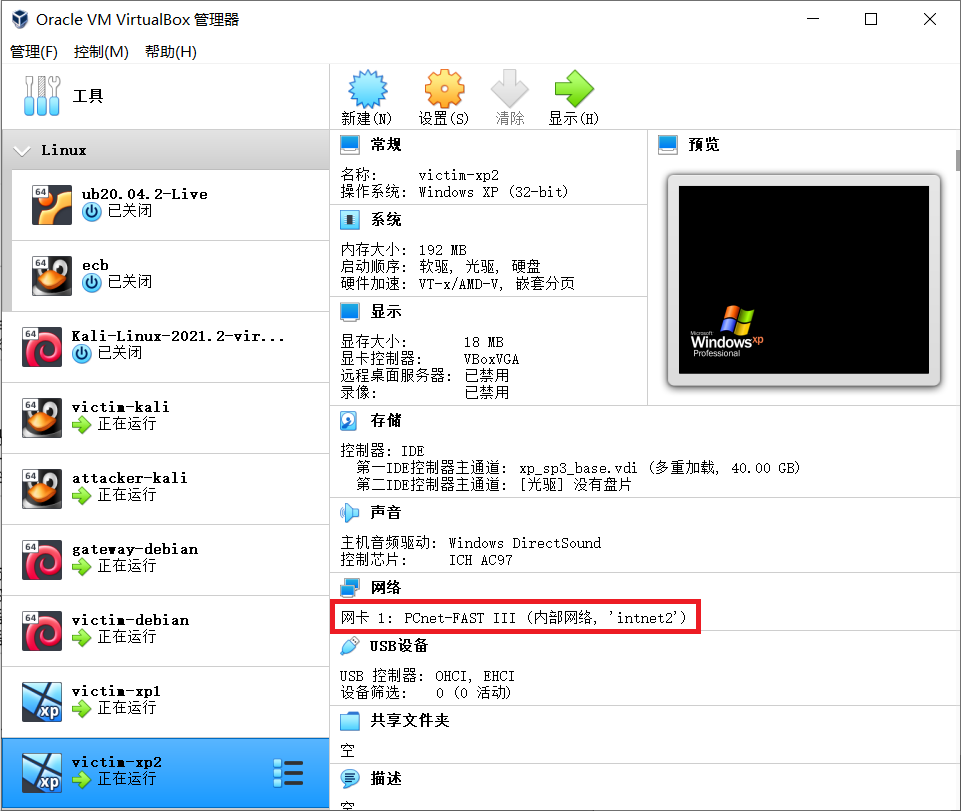 Oracle VM VirtualBox 管理器
管理(F) 控制(M) 帮助(H)
工具
新建(N) 设置(S) 清除 显示(H)
Linux
64
ub20.04.2-Live
已关闭
64
ecb
已关闭
64
Kali-Linux-2021.2-vir...
已关闭
64
victim-kali
正在运行
64
attacker-kali
正在运行
64
gateway-debian
正在运行
64
victim-debian
正在运行
xp
victim-xp1
正在运行
xp
victim-xp2
正在运行
常规
名称: victim-xp2
操作系统: Windows XP (32-bit)
系统
内存大小: 192 MB
启动顺序: 软驱, 光驱, 硬盘
硬件加速: VT-x/AMD-V, 嵌套分页
显示
显存大小: 18 MB
显卡控制器: VBoxVGA
远程桌面服务器: 已禁用
录像: 已禁用
预览
Microsoft
Windows xp
Professional
存储
控制器: IDE
第一IDE控制器主通道: xp_sp3_base.vdi (多重加载, 40.00 GB)
第二IDE控制器主通道: [光驱] 没有盘片
声音
主机音频驱动: Windows DirectSound
控制芯片: ICH AC97
网络
网卡 1: PCnet-FAST III (内部网络, 'intnet2')
USB设备
USB 控制器: OHCI, EHCI
设备筛选: 0 (0 活动)
共享文件夹
空
描述
空